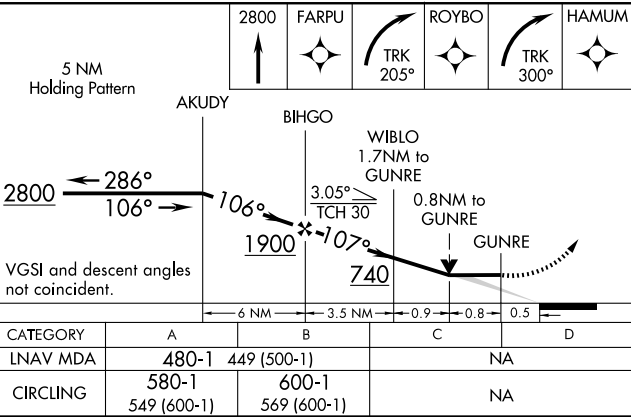 2800 FARPU ROYBO HAMUM
TRK 205° TRK 300°
5 NM
Holding Pattern
AKUDY
BIHGO
WIBLO
1.7NM to
GUNRE
2800
286°
106°
106°
3.05°
TCH 30
0.8NM to
GUNRE
GUNRE
1900
107°
740
VGSI and descent angles
not coincident.
6 NM 3.5 NM 0.9 0.8 0.5
CATEGORY A B C D
LNAV MDA 480-1 449 (500-1) NA
CIRCLING 580-1 549 (600-1) 600-1 569 (600-1) NA